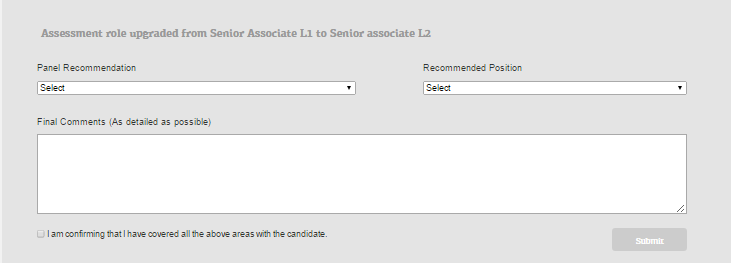 Assessment role upgraded from Senior Associate L1 to Senior associate L2
Panel Recommendation Recommended Position
Select Select
Final Comments (As detailed as possible)
I am confirming that I have covered all the above areas with the candidate.
Submit